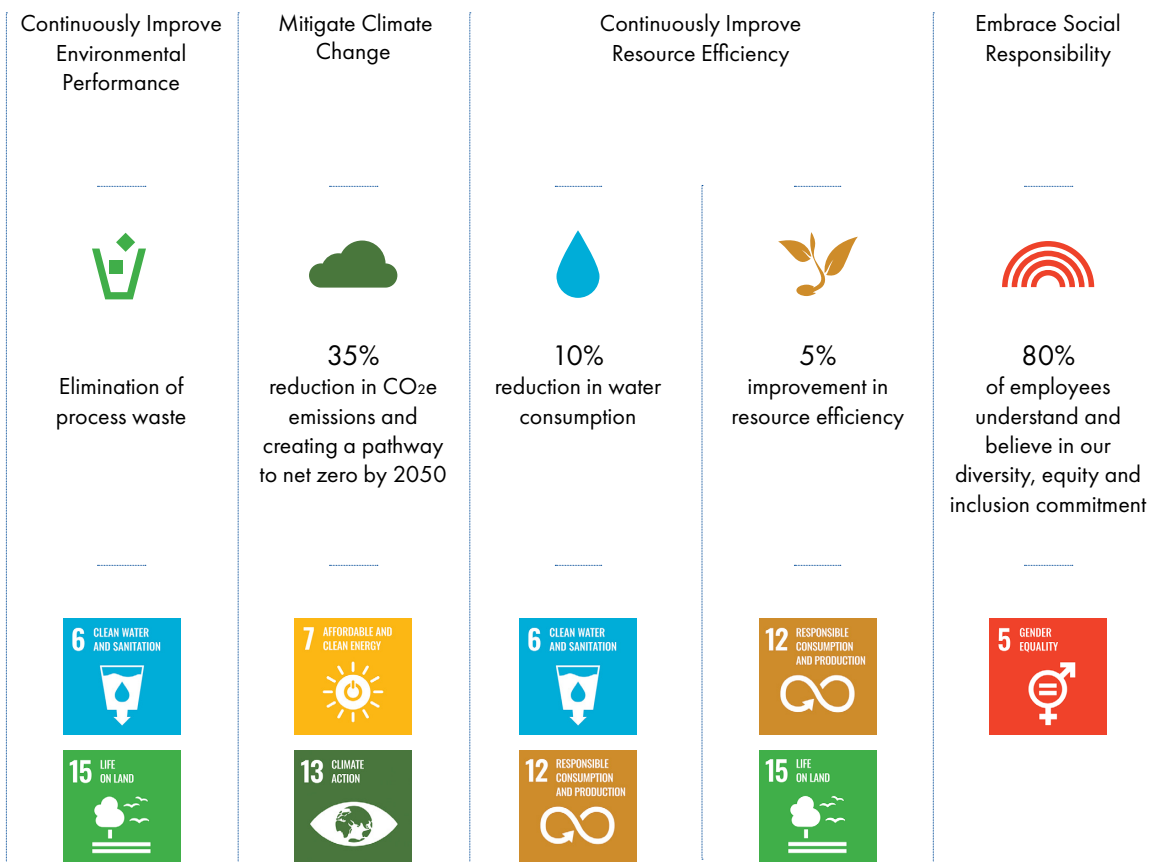 Continuously Improve
Environmental
Performance
Mitigate Climate
Change
Continuously Improve
Resource Efficiency
Embrace Social
Responsibility
Elimination of
process waste
35%
reduction in CO2e
emissions and
creating a pathway
to net zero by 2050
10%
reduction in water
consumption
5%
improvement in
resource efficiency
80%
of employees
understand and
believe in our
diversity, equity and
inclusion commitment
6 CLEAN WATER
AND SANITATION
7 AFFORDABLE AND
CLEAN ENERGY
6 CLEAN WATER
AND SANITATION
12 RESPONSIBLE
CONSUMPTION
AND PRODUCTION
5 GENDER
EQUALITY
15 LIFE
ON LAND
13 CLIMATE
ACTION
12 RESPONSIBLE
CONSUMPTION
AND PRODUCTION
15 LIFE
ON LAND